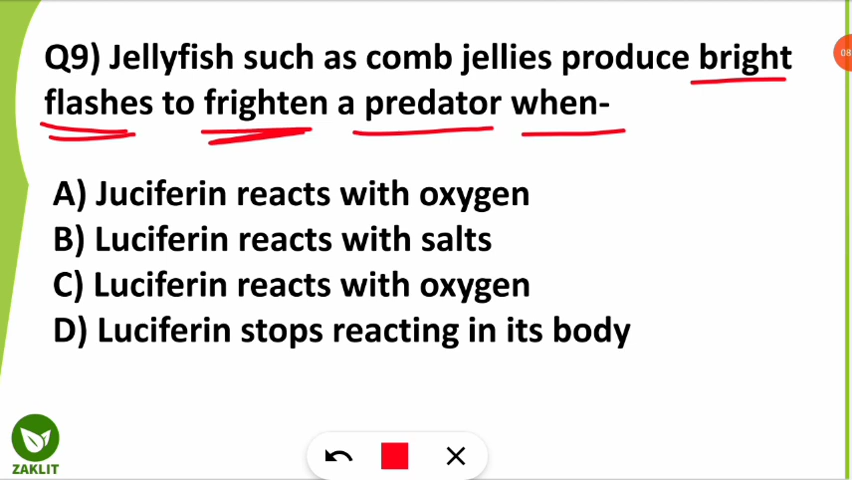 Q9) Jellyfish such as comb jellies produce bright
flashes to frighten a predator when-
A) Juciferin reacts with oxygen
B) Luciferin reacts with salts
C) Luciferin reacts with oxygen
D) Luciferin stops reacting in its body
ZAKLIT
08